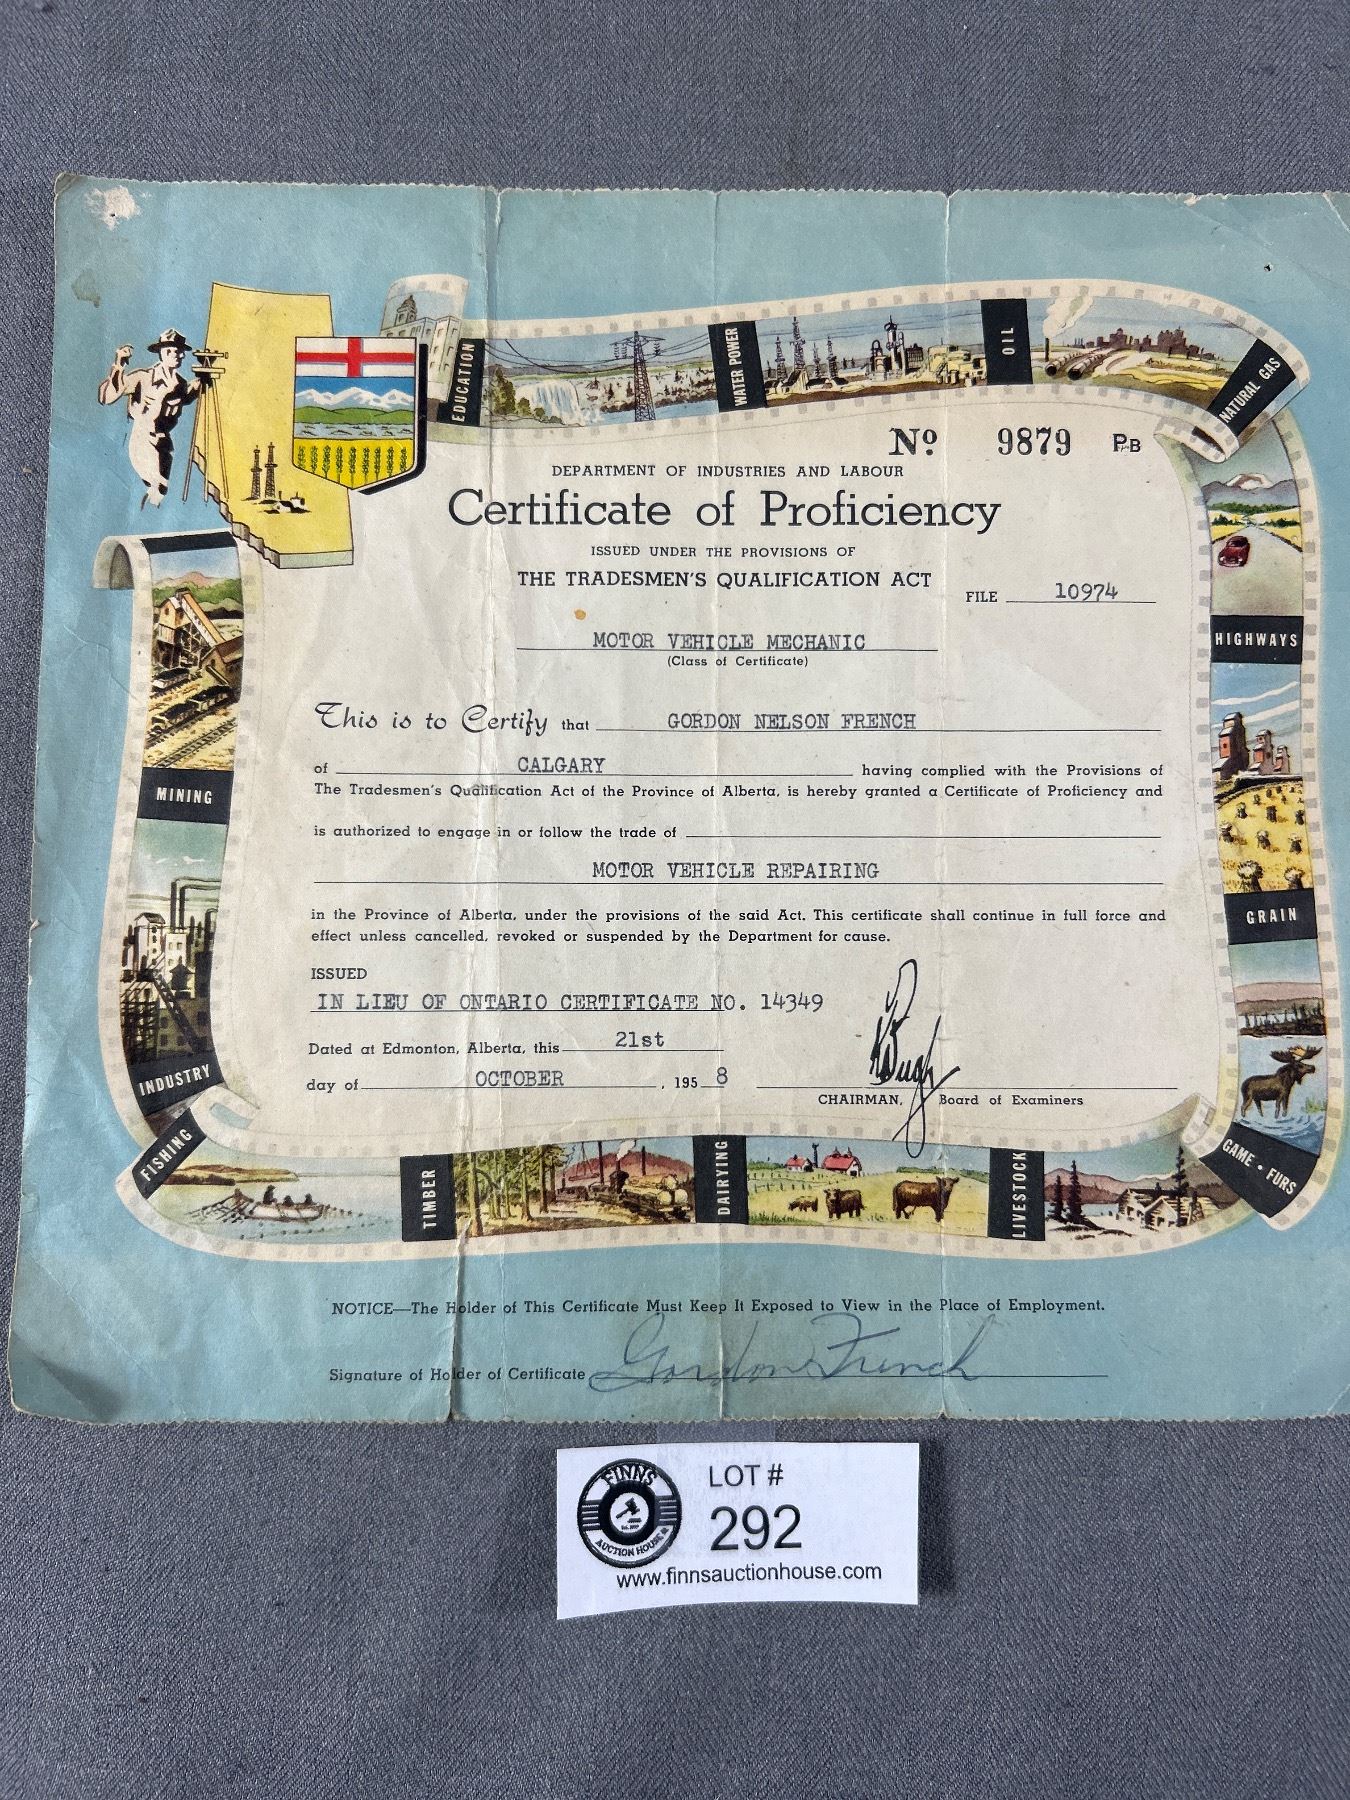 EDUCATION
WATER POWER
OIL
NATURAL GAS
No 9879 PB
DEPARTMENT OF INDUSTRIES AND LABOUR
Certificate of Proficiency
ISSUED UNDER THE PROVISIONS OF
THE TRADESMEN'S QUALIFICATION ACT
FILE 10974
MOTOR VEHICLE MECHANIC
(Class of Certificate)
HIGHWAYS
This is to Certify that GORDON NELSON FRENCH
of CALGARY having complied with the Provisions of
The Tradesmen's Qualification Act of the Province of Alberta, is hereby granted a Certificate of Proficiency and
MINING
is authorized to engage in or follow the trade of
MOTOR VEHICLE REPAIRING
GRAIN
in the Province of Alberta, under the provisions of the said Act. This certificate shall continue in full force and
effect unless cancelled, revoked or suspended by the Department for cause.
ISSUED
IN LIEU OF ONTARIO CERTIFICATE NO. 14349
Dated at Edmonton, Alberta, this 21st
day of OCTOBER, 1958
CHAIRMAN, Board of Examiners
INDUSTRY
FISHING
TIMBER
DAIRYING
LIVESTOCK
GAME • FURS
NOTICE—The Holder of This Certificate Must Keep It Exposed to View in the Place of Employment.
Signature of Holder of Certificate Gordon French
FINNS
AUCTION HOUSE
LOT #
292
www.finnsauctionhouse.com